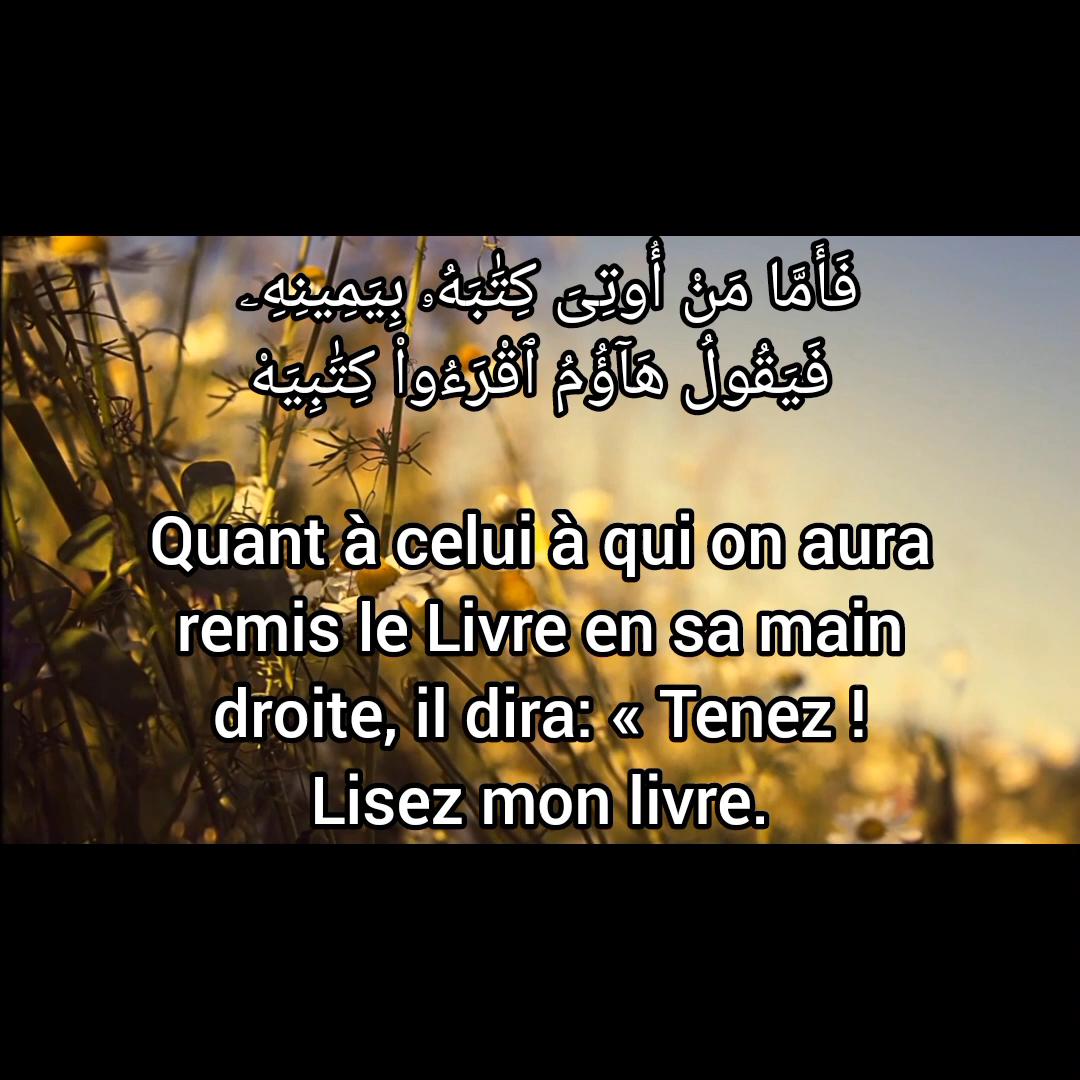 فَأَمَّا مَنْ أُوتِىَ كِتَٰبَهُۥ بِيَمِينِهِۦ
فَيَقُولُ هَآؤُمُ ٱقْرَءُوا۟ كِتَٰبِيَهْ
Quant à celui à qui on aura
remis le Livre en sa main
droite, il dira: « Tenez !
Lisez mon livre.